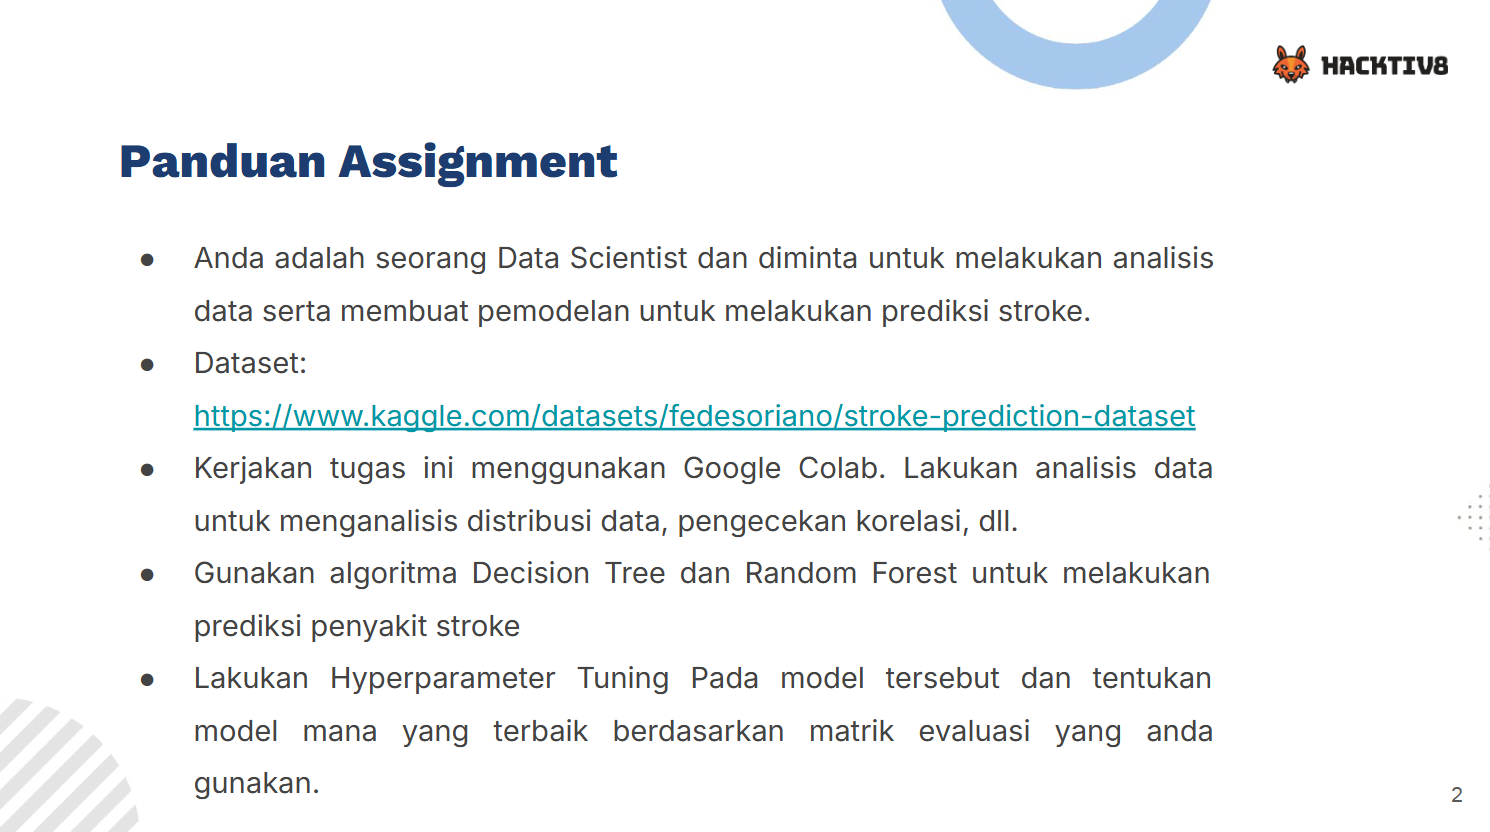 HACKTIV8
Panduan Assignment
● Anda adalah seorang Data Scientist dan diminta untuk melakukan analisis
data serta membuat pemodelan untuk melakukan prediksi stroke.
● Dataset:
https://www.kaggle.com/datasets/fedesoriano/stroke-prediction-dataset
● Kerjakan tugas ini menggunakan Google Colab. Lakukan analisis data
untuk menganalisis distribusi data, pengecekan korelasi, dll.
● Gunakan algoritma Decision Tree dan Random Forest untuk melakukan
prediksi penyakit stroke
● Lakukan Hyperparameter Tuning Pada model tersebut dan tentukan
model mana yang terbaik berdasarkan matrik evaluasi yang anda
gunakan.
2